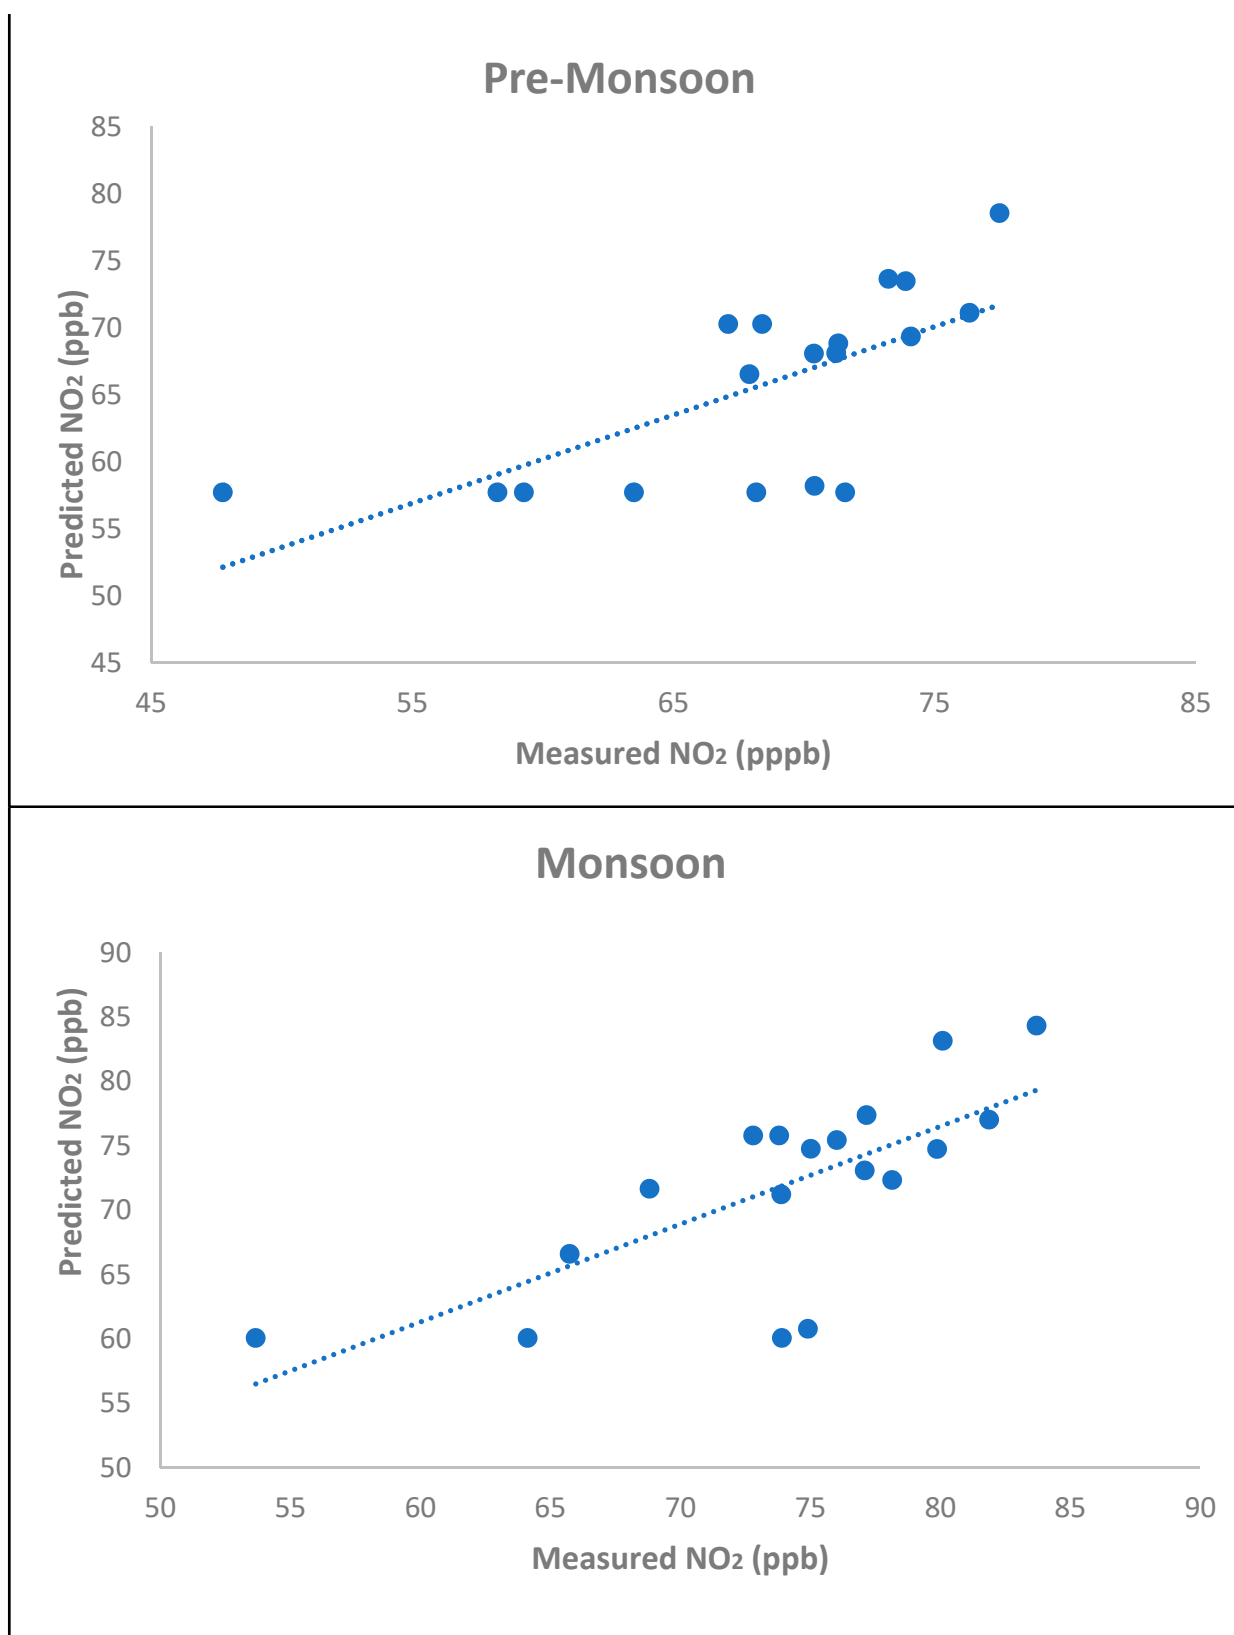 Pre-Monsoon
85
80
75
70
65
60
55
50
45
Predicted NO₂ (ppb)
45 55 65 75 85
Measured NO₂ (pppb)
Monsoon
90
85
80
75
70
65
60
55
50
Predicted NO₂ (ppb)
50 55 60 65 70 75 80 85 90
Measured NO₂ (ppb)